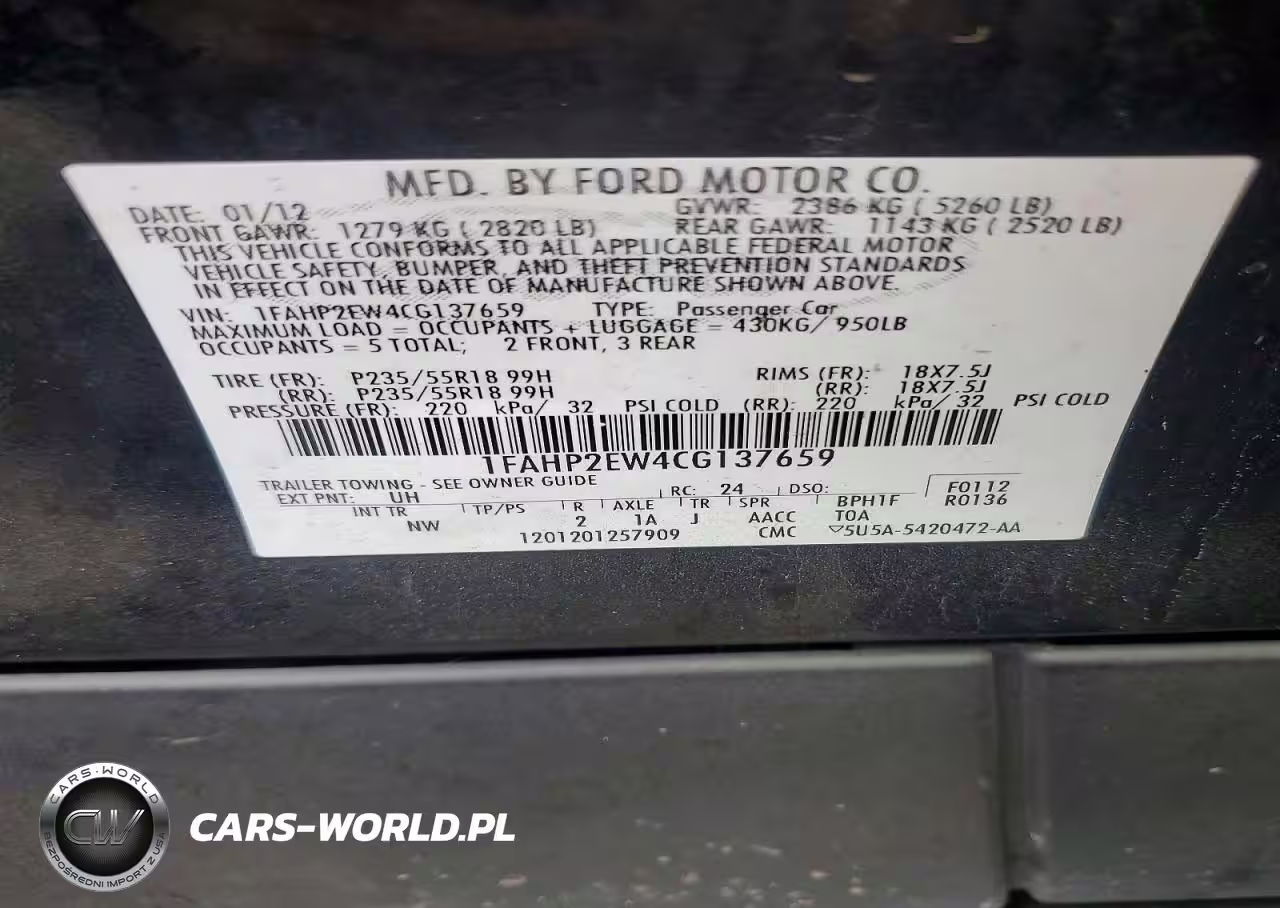 MFD. BY FORD MOTOR CO.
DATE: 01/12 GVWR: 2386 KG ( 5260 LB)
FRONT GAWR: 1279 KG ( 2820 LB) REAR GAWR: 1143 KG ( 2520 LB)
THIS VEHICLE CONFORMS TO ALL APPLICABLE FEDERAL MOTOR
VEHICLE SAFETY, BUMPER, AND THEFT PREVENTION STANDARDS
IN EFFECT ON THE DATE OF MANUFACTURE SHOWN ABOVE.
VIN: 1FAHP2EW4CG137659 TYPE: Passenger Car
MAXIMUM LOAD = OCCUPANTS + LUGGAGE = 430KG/ 950LB
OCCUPANTS = 5 TOTAL; 2 FRONT, 3 REAR
TIRE (FR): P235/55R18 99H RIMS (FR): 18X7.5J
(RR): P235/55R18 99H (RR): 18X7.5J
PRESSURE (FR): 220 kPa/ 32 PSI COLD (RR): 220 kPa/ 32 PSI COLD
1FAHP2EW4CG137659
TRAILER TOWING - SEE OWNER GUIDE
EXT PNT: UH RC: 24 DSO: F0112
INT TR TP/PS R AXLE TR SPR BPH1F R0136
NW 2 1A J AACC T0A
1201201257909 CMC ▽5U5A-5420472-AA
CARS-WORLD
CW
BEZPOŚREDNI IMPORT Z USA
CARS-WORLD.PL